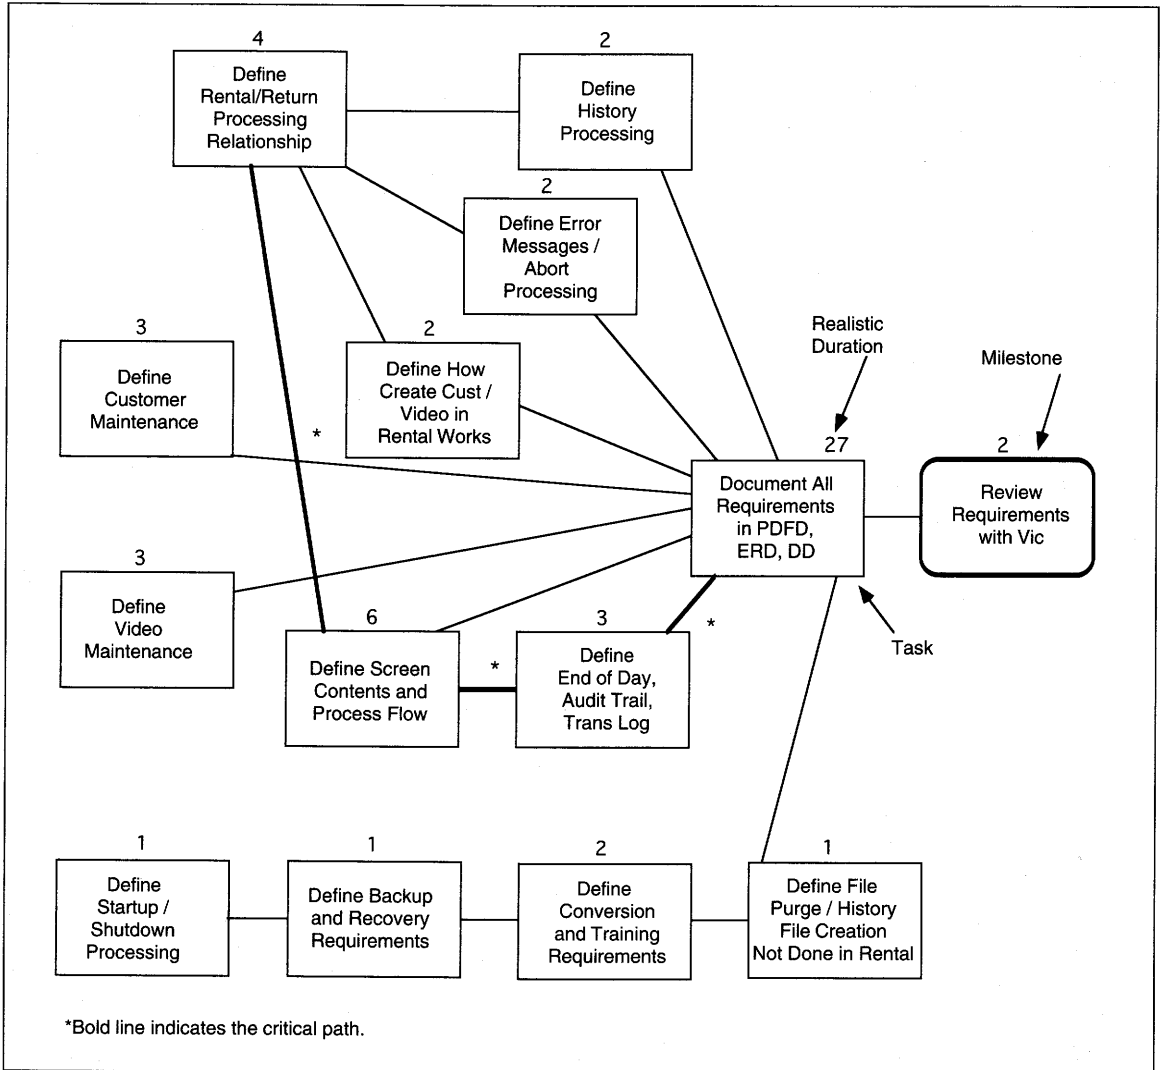 4
Define
Rental/Return
Processing
Relationship
2
Define
History
Processing
2
Define Error
Messages /
Abort
Processing
3
Define
Customer
Maintenance
*
2
Define How
Create Cust /
Video in
Rental Works
Realistic
Duration
Milestone
27
Document All
Requirements
in PDFD,
ERD, DD
2
Review
Requirements
with Vic
3
Define
Video
Maintenance
6
Define Screen
Contents and
Process Flow
*
3
Define
End of Day,
Audit Trail,
Trans Log
*
Task
1
Define
Startup /
Shutdown
Processing
1
Define Backup
and Recovery
Requirements
2
Define
Conversion
and Training
Requirements
1
Define File
Purge / History
File Creation
Not Done in Rental
*Bold line indicates the critical path.